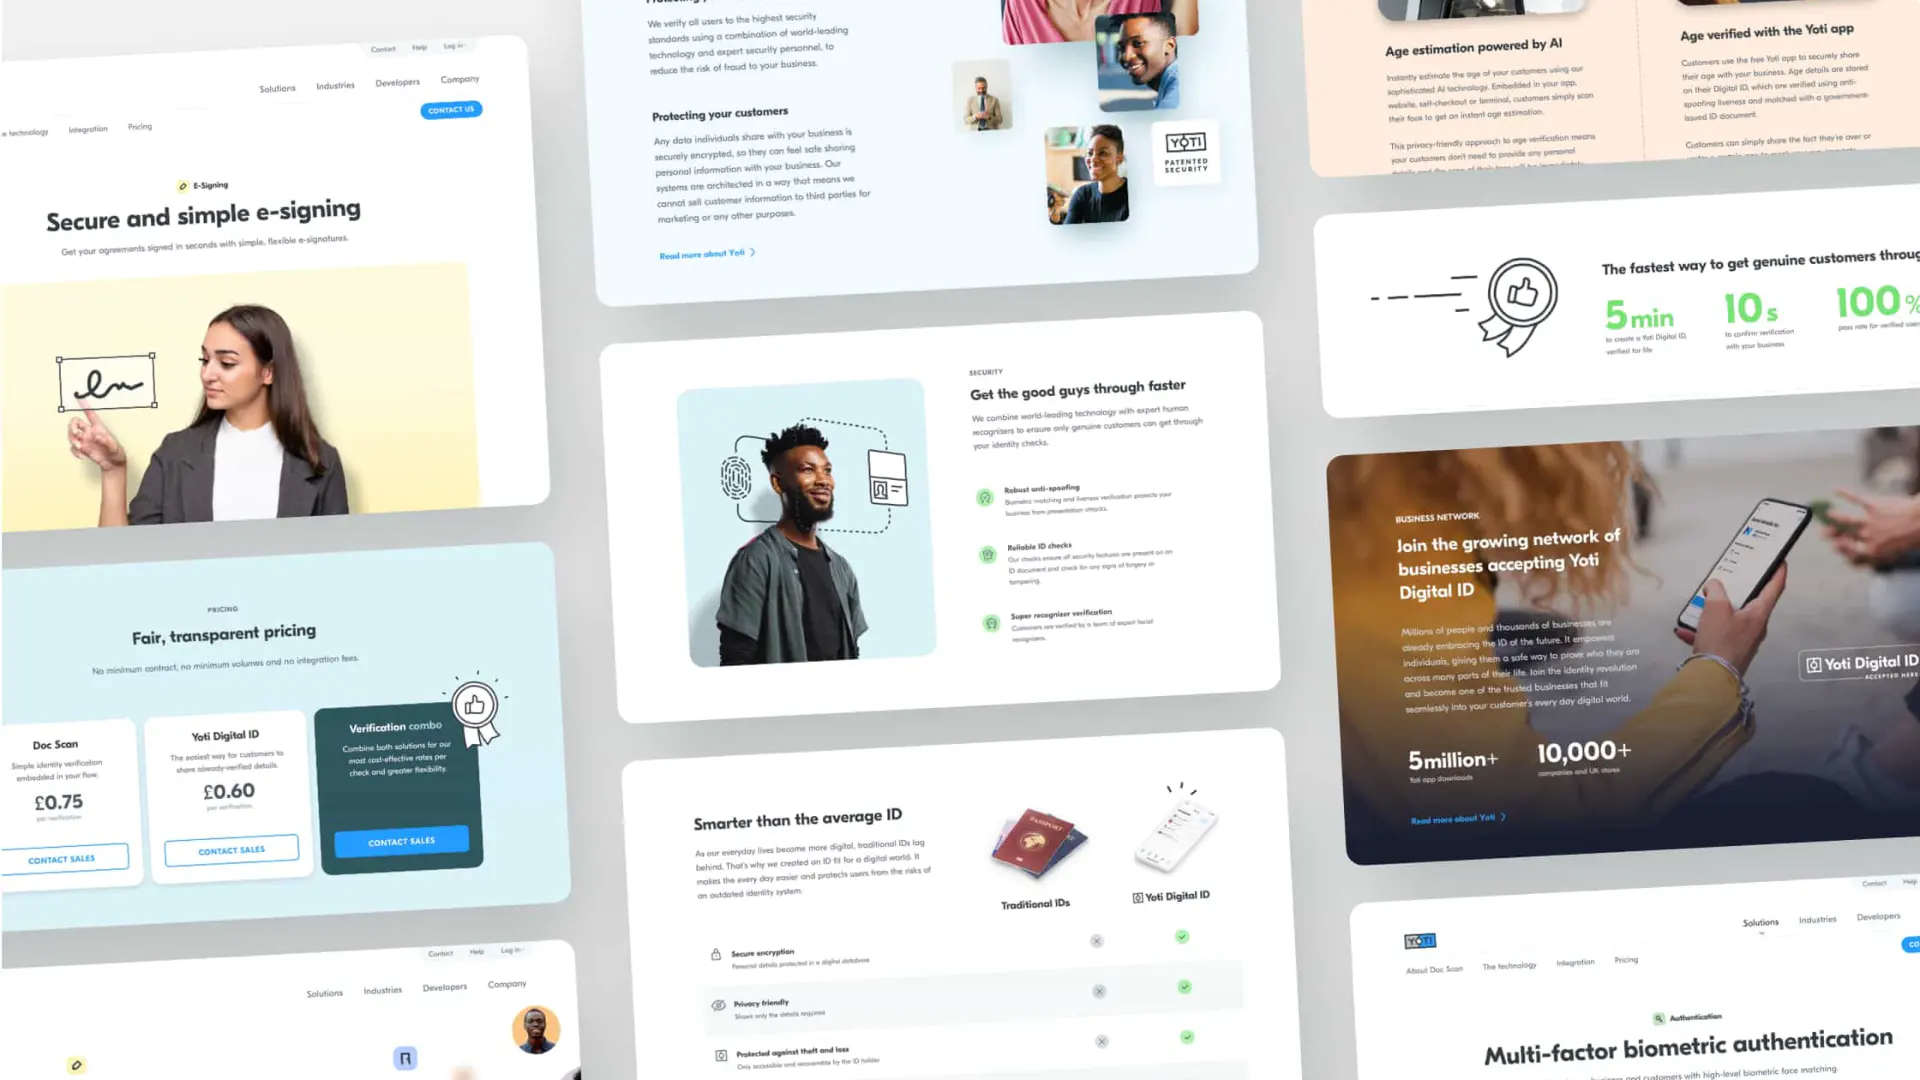 Contact Help Log in
Solutions Industries Developers Company
CONTACT US
e technology Integration Pricing
E-Signing
Secure and simple e-signing
Get your agreements signed in seconds with simple, flexible e-signatures.
PRICING
Fair, transparent pricing
No minimum contract, no minimum volumes and no integration fees.
Doc Scan
Simple identity verification
embedded in your flow.
£0.75
per verification
CONTACT SALES
Yoti Digital ID
The easiest way for customers to
share already-verified details.
£0.60
per verification
CONTACT SALES
Verification combo
Combine both solutions for our
most cost-effective rates per
check and greater flexibility.
CONTACT SALES
Contact Help Log in
Solutions Industries Developers Company
We verify all users to the highest security
standards using a combination of world-leading
technology and expert security personnel, to
reduce the risk of fraud to your business.
Protecting your customers
Any data individuals share with your business is
securely encrypted, so they can feel safe sharing
personal information with your business. Our
systems are architected in a way that means we
cannot sell customer information to third parties for
marketing or any other purposes.
Read more about Yoti
YOTI
PATENTED
SECURITY
SECURITY
Get the good guys through faster
We combine world-leading technology with expert human
recognisers to ensure only genuine customers can get through
your identity checks.
Robust anti-spoofing
Biometric matching and liveness verification protects your
business from presentation attacks.
Reliable ID checks
Our checks ensure all security features are present on an
ID document and check for any signs of forgery or
tampering.
Super recogniser verification
Customers are verified by a team of expert facial
recognisers.
Smarter than the average ID
As our everyday lives become more digital, traditional IDs lag
behind. That's why we created an ID fit for a digital world. It
makes the every day easier and protects users from the risks of
an outdated identity system.
PASSPORT
Traditional IDs
Yoti Digital ID
Secure encryption
Personal details protected in a digital database
Privacy friendly
Share only the details required
Protected against theft and loss
Only accessible and recoverable by the ID holder
Age estimation powered by AI
Instantly estimate the age of your customers using our
sophisticated AI technology. Embedded in your app,
website, self-checkout or terminal, customers simply scan
their face to get an instant age estimation.
This privacy-friendly approach to age verification means
your customers don't need to provide any personal
Age verified with the Yoti app
Customers use the free Yoti app to securely share
their age with your business. Age details are stored
on their Digital ID, which are verified using anti-
spoofing liveness and matched with a government-
issued ID document.
Customers can simply share the fact they're over or
The fastest way to get genuine customers throug
5 min
to create a Yoti Digital ID,
verified for life
10 s
to confirm verification
with your business
100 %
pass rate for verified users
BUSINESS NETWORK
Join the growing network of
businesses accepting Yoti
Digital ID
Millions of people and thousands of businesses are
already embracing the ID of the future. It empowers
individuals, giving them a safe way to prove who they are
across many parts of their life. Join the identity revolution
and become one of the trusted businesses that fit
seamlessly into your customer's every day digital world.
5million+
Yoti app downloads
10,000+
companies and UK stores
Read more about Yoti
Yoti Digital ID
ACCEPTED HERE
Contact Help
Solutions Industries Developers
YOTI
CO
About Doc Scan The technology Integration Pricing
Authentication
Multi-factor biometric authentication
and customers with high-level biometric face matching.